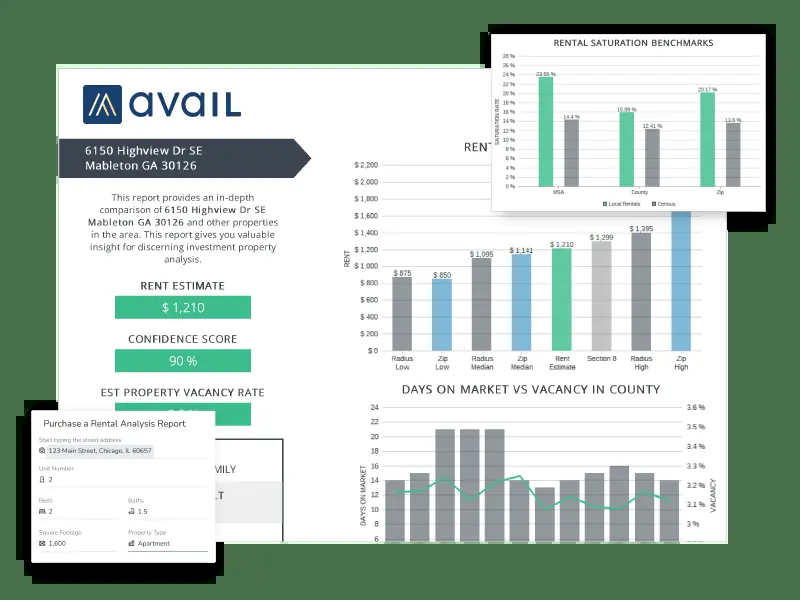 avail
6150 Highview Dr SE
Mableton GA 30126
This report provides an in-depth
comparison of 6150 Highview Dr SE
Mableton GA 30126 and other properties
in the area. This report gives you valuable
insight for discerning investment property
analysis.
RENT ESTIMATE
$ 1,210
CONFIDENCE SCORE
90 %
EST PROPERTY VACANCY RATE
MILY
LT
Purchase a Rental Analysis Report
Start typing the street address
123 Main Street, Chicago, IL 60657
Unit Number
2
Beds
Baths
2
1.5
Square Footage
Property Type
1,600
Apartment
RENTAL SATURATION BENCHMARKS
28 %
26 %
24 %
22 %
20 %
18 %
16 %
14 %
12 %
10 %
8 %
6 %
4 %
2 %
0 %
SATURATION RATE
14.4 %
15.89 %
12.41 %
20.17 %
13.6 %
MSA
County
Zip
Local Rentals
Census
REN
$ 2,200
$ 2,000
$ 1,800
$ 1,600
$ 1,400
$ 1,200
$ 1,000
$ 800
$ 600
$ 400
$ 200
$ 0
RENT
$ 875
$ 850
$ 1,095
$ 1,141
$ 1,210
$ 1,299
$ 1,395
Radius Low
Zip Low
Radius Median
Zip Median
Rent Estimate
Section 8
Radius High
Zip High
DAYS ON MARKET VS VACANCY IN COUNTY
24
22
20
18
16
14
12
10
8
6
DAYS ON MARKET
3.6 %
3.5 %
3.4 %
3.3 %
3.2 %
3.1 %
3 %
VACANCY